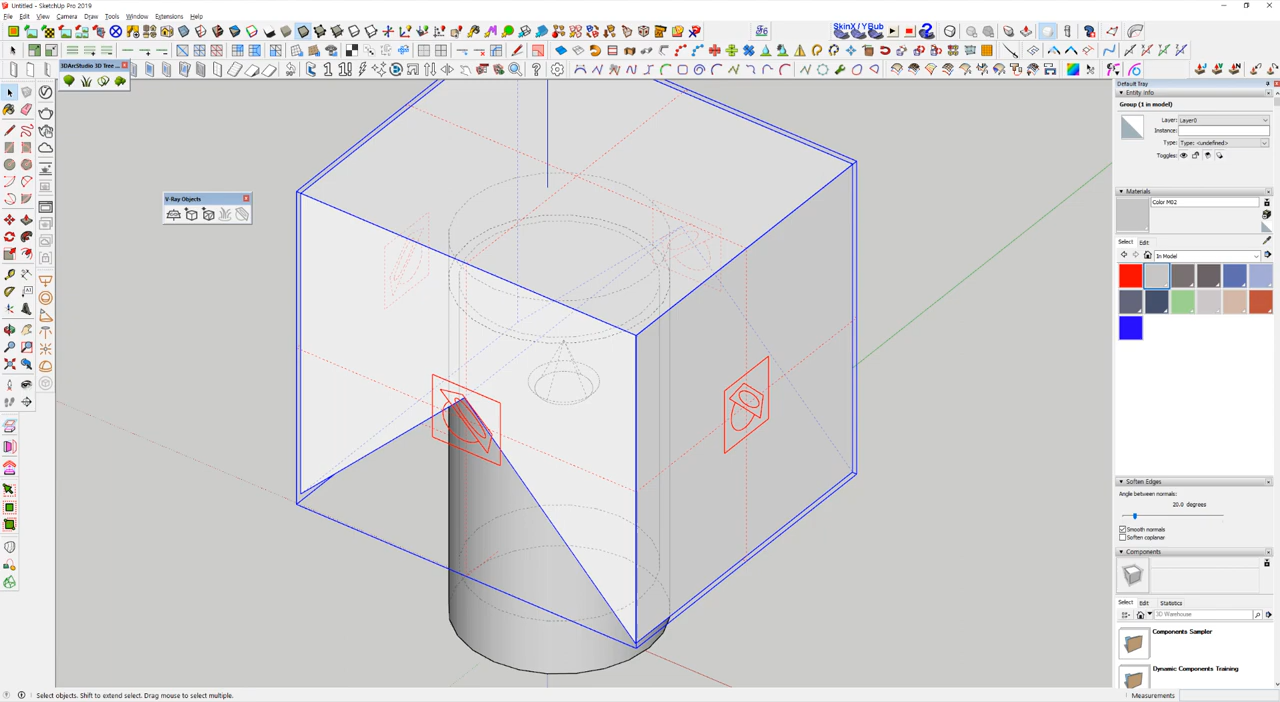 Untitled - SketchUp Pro 2019
File Edit View Camera Draw Tools Window Extensions Help
SkinX/YBub
3DArcStudio 3D Tree ...
V-Ray Objects
Default Tray
Entity Info
Group (1 in model)
Layer: Layer0
Instance:
Type: Type: <undefined>
Toggles:
Materials
Color M02
Select Edit
In Model
Soften Edges
Angle between normals:
20.0 degrees
Smooth normals
Soften coplanar
Components
Select Edit Statistics
3D Warehouse
Components Sampler
Dynamic Components Training
Select objects. Shift to extend select. Drag mouse to select multiple.
Measurements